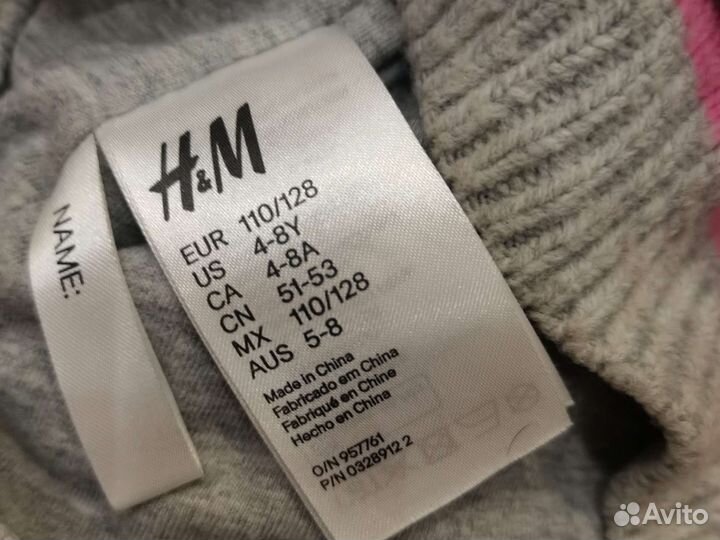 H&M
EUR 110/128
US 4-8Y
CA 4-8A
CN 51-53
MX 110/128
AUS 5-8
Made in China
Fabricado em China
Fabriqué en Chine
Hecho en China
O/N 957761
P/N 0328912 2
NAME:
Avito